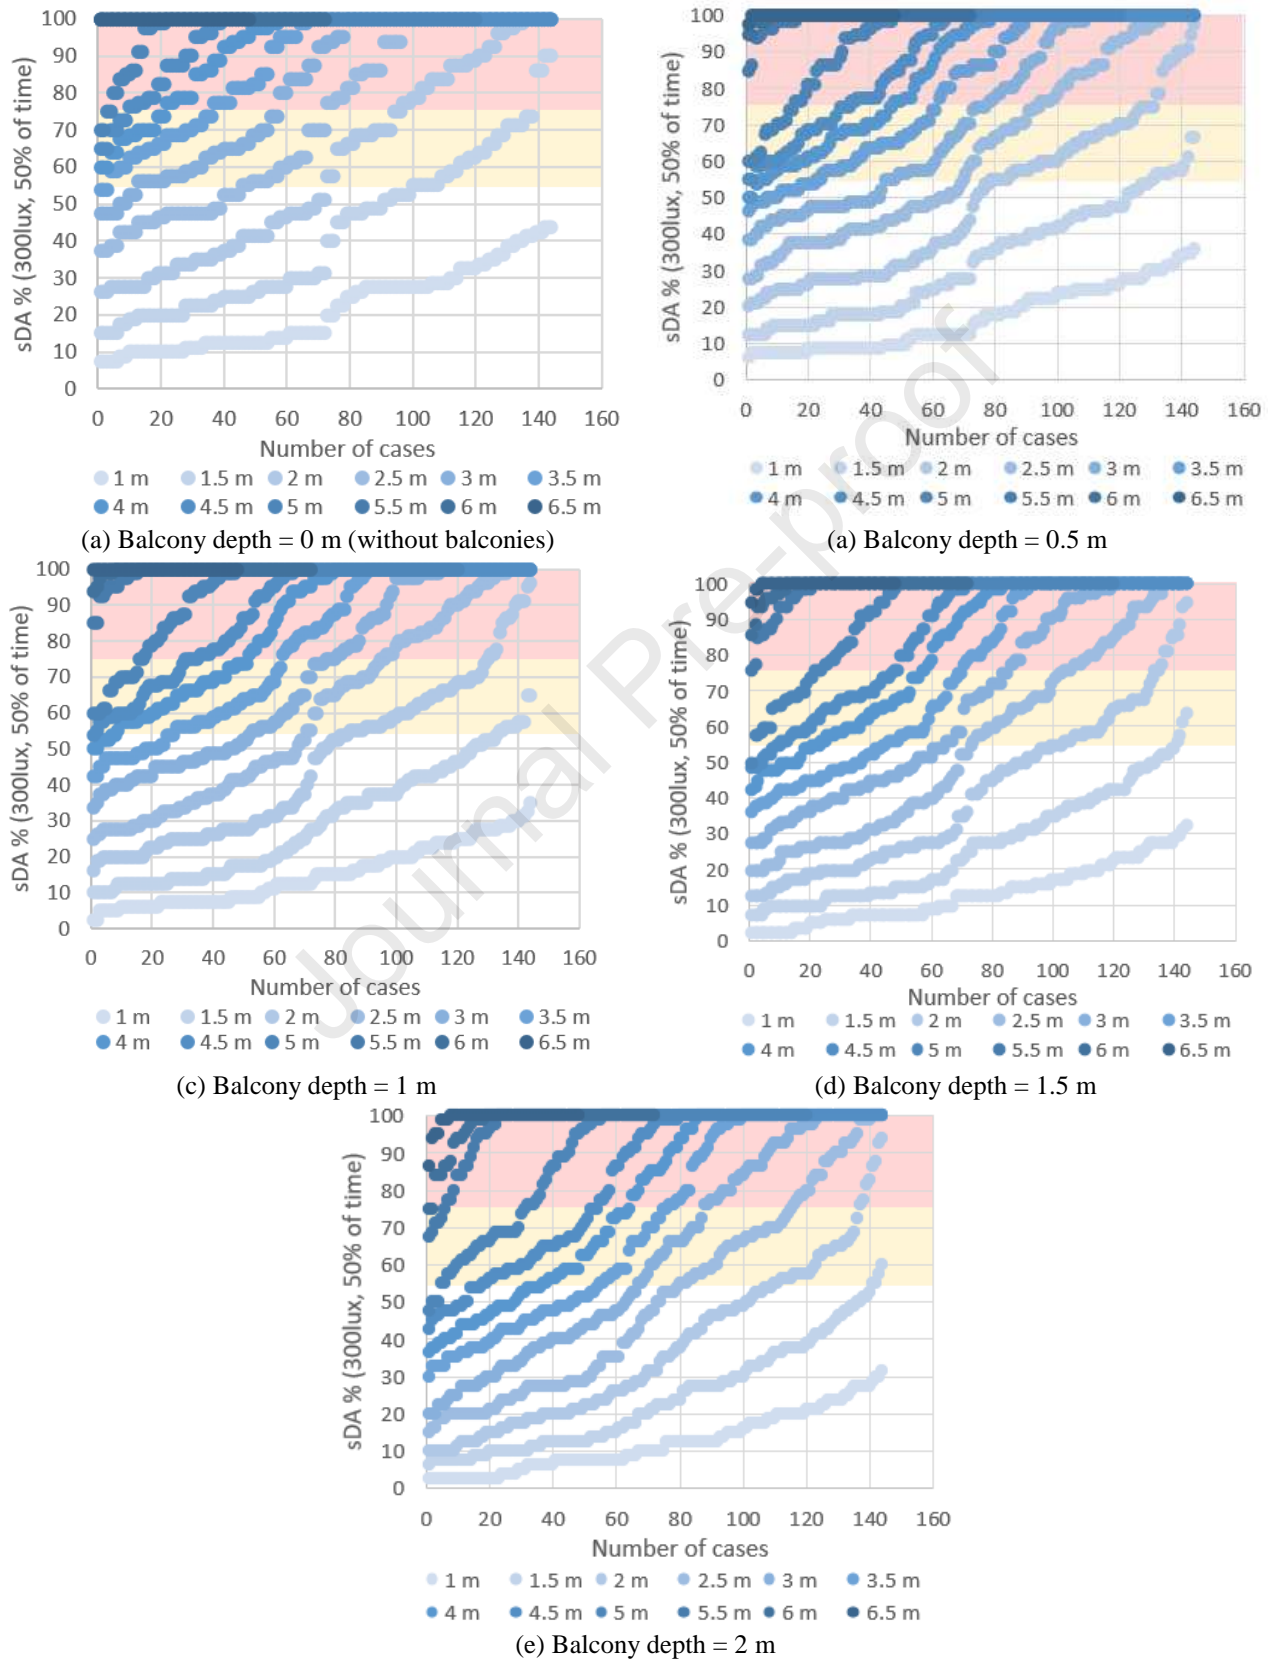 sDA % (300lux, 50% of time)
100
90
80
70
60
50
40
30
20
10
0
0 20 40 60 80 100 120 140 160
Number of cases
1 m 1.5 m 2 m 2.5 m 3 m 3.5 m
4 m 4.5 m 5 m 5.5 m 6 m 6.5 m
(a) Balcony depth = 0 m (without balconies)
sDA % (300lux, 50% of time)
100
90
80
70
60
50
40
30
20
10
0
0 20 40 60 80 100 120 140 160
Number of cases
1 m 1.5 m 2 m 2.5 m 3 m 3.5 m
4 m 4.5 m 5 m 5.5 m 6 m 6.5 m
(a) Balcony depth = 0.5 m
sDA % (300lux, 50% of time)
100
90
80
70
60
50
40
30
20
10
0
0 20 40 60 80 100 120 140 160
Number of cases
1 m 1.5 m 2 m 2.5 m 3 m 3.5 m
4 m 4.5 m 5 m 5.5 m 6 m 6.5 m
(c) Balcony depth = 1 m
sDA % (300lux, 50% of time)
100
90
80
70
60
50
40
30
20
10
0
0 20 40 60 80 100 120 140 160
Number of cases
1 m 1.5 m 2 m 2.5 m 3 m 3.5 m
4 m 4.5 m 5 m 5.5 m 6 m 6.5 m
(d) Balcony depth = 1.5 m
sDA % (300lux, 50% of time)
100
90
80
70
60
50
40
30
20
10
0
0 20 40 60 80 100 120 140 160
Number of cases
1 m 1.5 m 2 m 2.5 m 3 m 3.5 m
4 m 4.5 m 5 m 5.5 m 6 m 6.5 m
(e) Balcony depth = 2 m
Journal Pre-proof